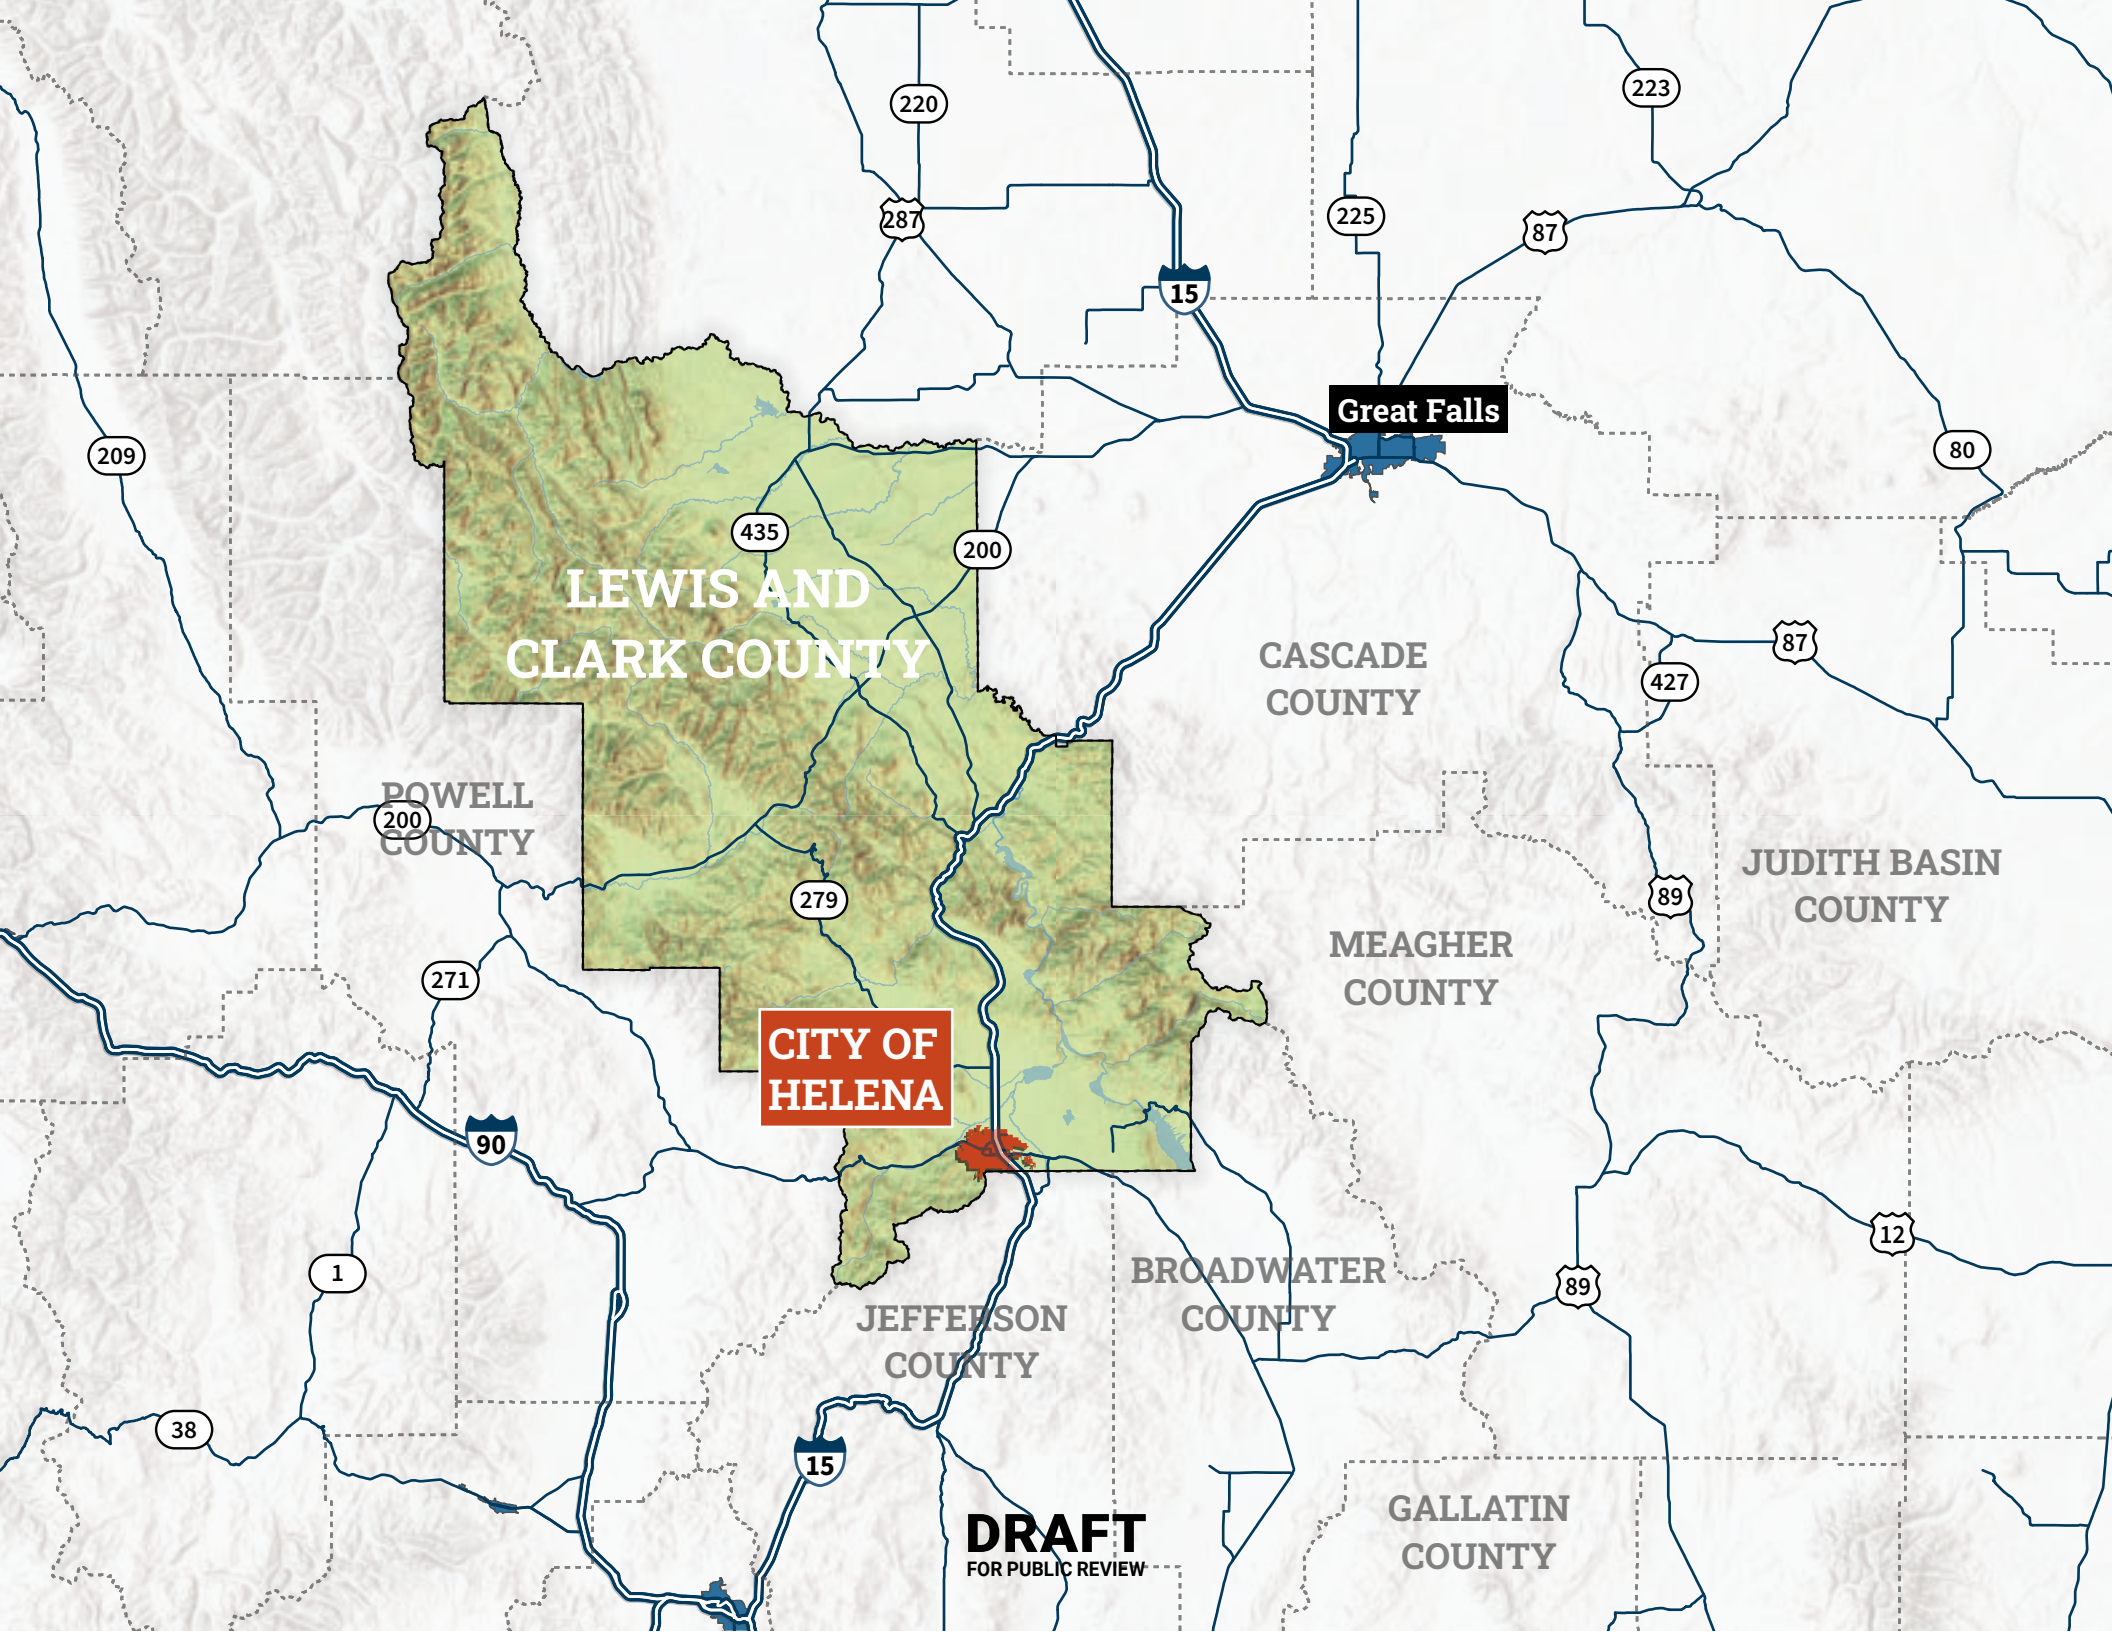 220
223
287
225
87
15
Great Falls
209
80
435
200
LEWIS AND
CLARK COUNTY
CASCADE
COUNTY
87
427
POWELL
200
COUNTY
JUDITH BASIN
COUNTY
279
89
MEAGHER
COUNTY
271
CITY OF
HELENA
90
12
1
BROADWATER
COUNTY
89
JEFFERSON
COUNTY
38
15
GALLATIN
COUNTY
DRAFT
FOR PUBLIC REVIEW